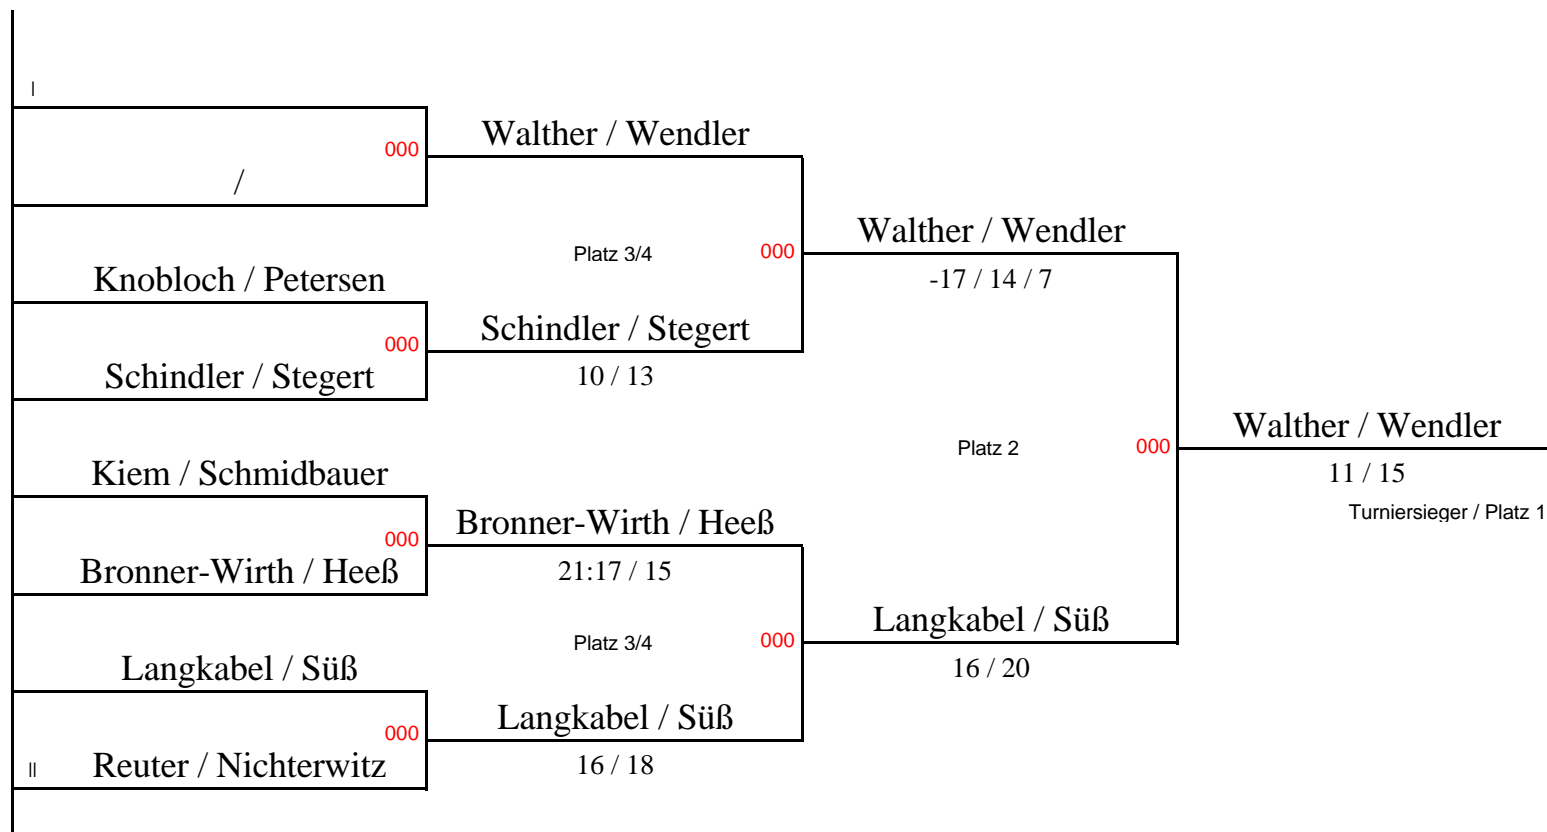 I
000
Walther / Wendler
/
Platz 3/4
000
Walther / Wendler
-17 / 14 / 7
Knobloch / Petersen
000
Schindler / Stegert
10 / 13
Schindler / Stegert
Platz 2
000
Walther / Wendler
11 / 15
Turniersieger / Platz 1
Kiem / Schmidbauer
000
Bronner-Wirth / Heeß
21:17 / 15
Bronner-Wirth / Heeß
Platz 3/4
000
Langkabel / Süß
16 / 20
Langkabel / Süß
000
Langkabel / Süß
16 / 18
II
Reuter / Nichterwitz